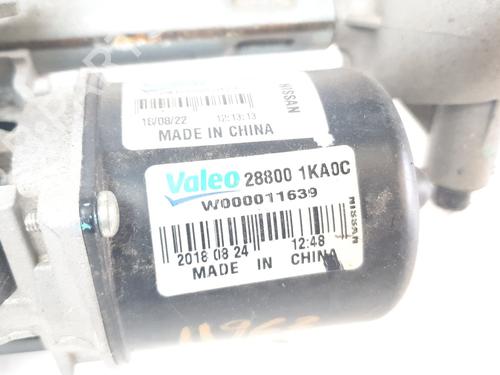 Valeo
NISSAN
18/08/22 12:13:13
MADE IN CHINA
Valeo 28800 1KA0C
W000011639
NISSAN
2018 08 24 12:48
MADE IN CHINA